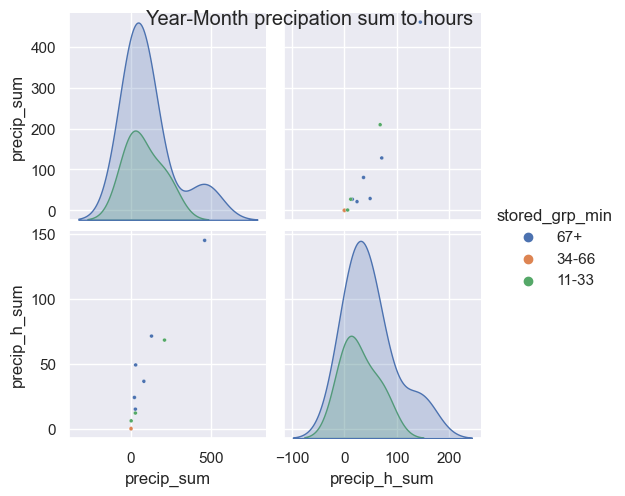 Year-Month precipation sum to hours
precip_sum
400
300
200
100
0
stored_grp_min
67+
34-66
11-33
precip_h_sum
150
100
50
0
0 500
−100 0 100 200
precip_sum precip_h_sum